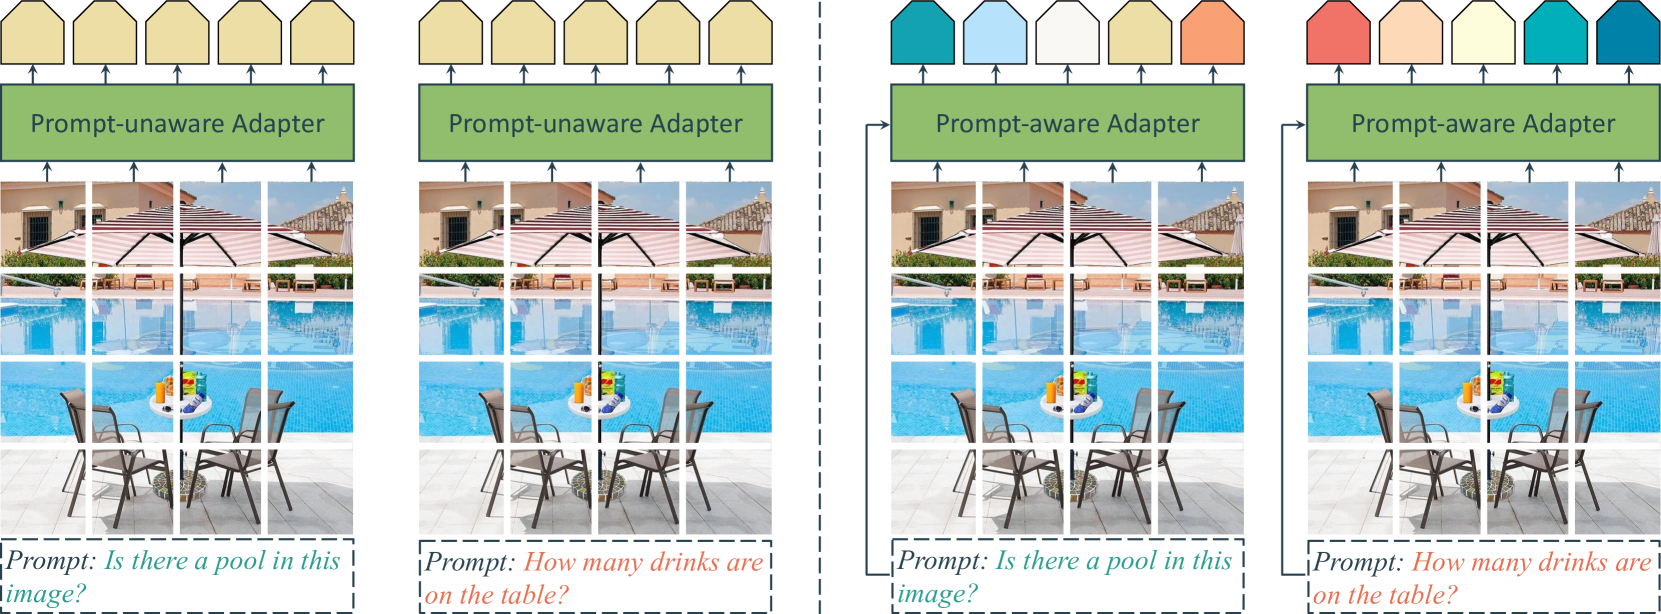 Prompt-unaware Adapter
Prompt-unaware Adapter
Prompt-aware Adapter
Prompt-aware Adapter
Prompt: Is there a pool in this
image?
Prompt: How many drinks are
on the table?
Prompt: Is there a pool in this
image?
Prompt: How many drinks are
on the table?